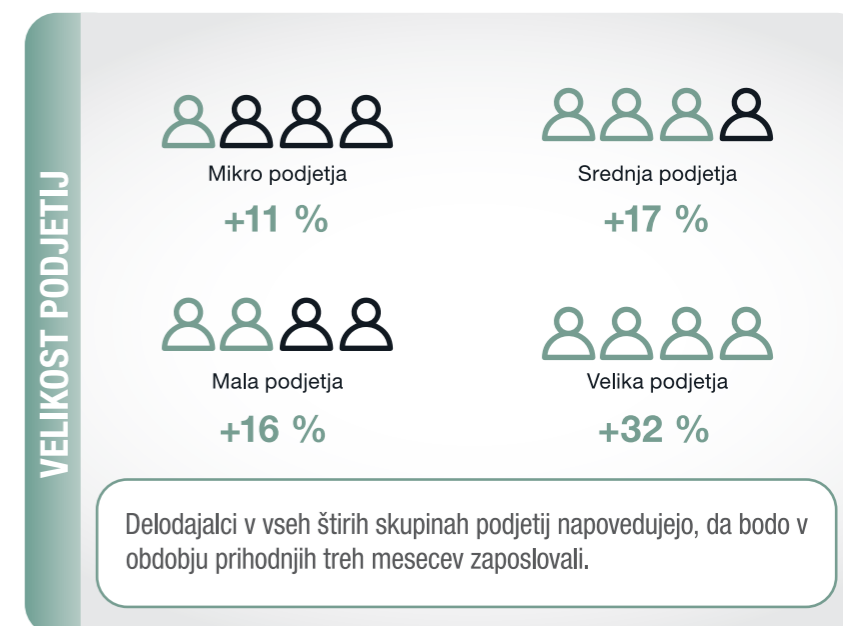 VELIKOST PODJETIJ
Mikro podjetja
+11 %
Srednja podjetja
+17 %
Mala podjetja
+16 %
Velika podjetja
+32 %
Delodajalci v vseh štirih skupinah podjetij napovedujejo, da bodo v
obdobju prihodnjih treh mesecev zaposlovali.